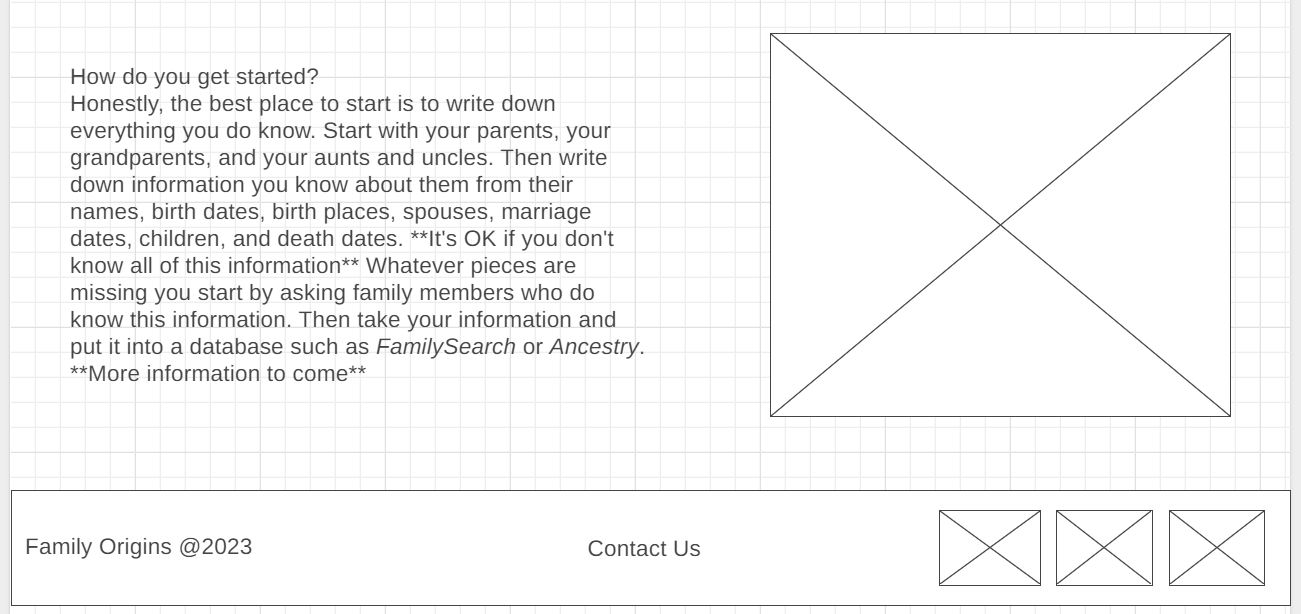 How do you get started?
Honestly, the best place to start is to write down
everything you do know. Start with your parents, your
grandparents, and your aunts and uncles. Then write
down information you know about them from their
names, birth dates, birth places, spouses, marriage
dates, children, and death dates. **It's OK if you don't
know all of this information** Whatever pieces are
missing you start by asking family members who do
know this information. Then take your information and
put it into a database such as FamilySearch or Ancestry.
**More information to come**
Family Origins @2023
Contact Us